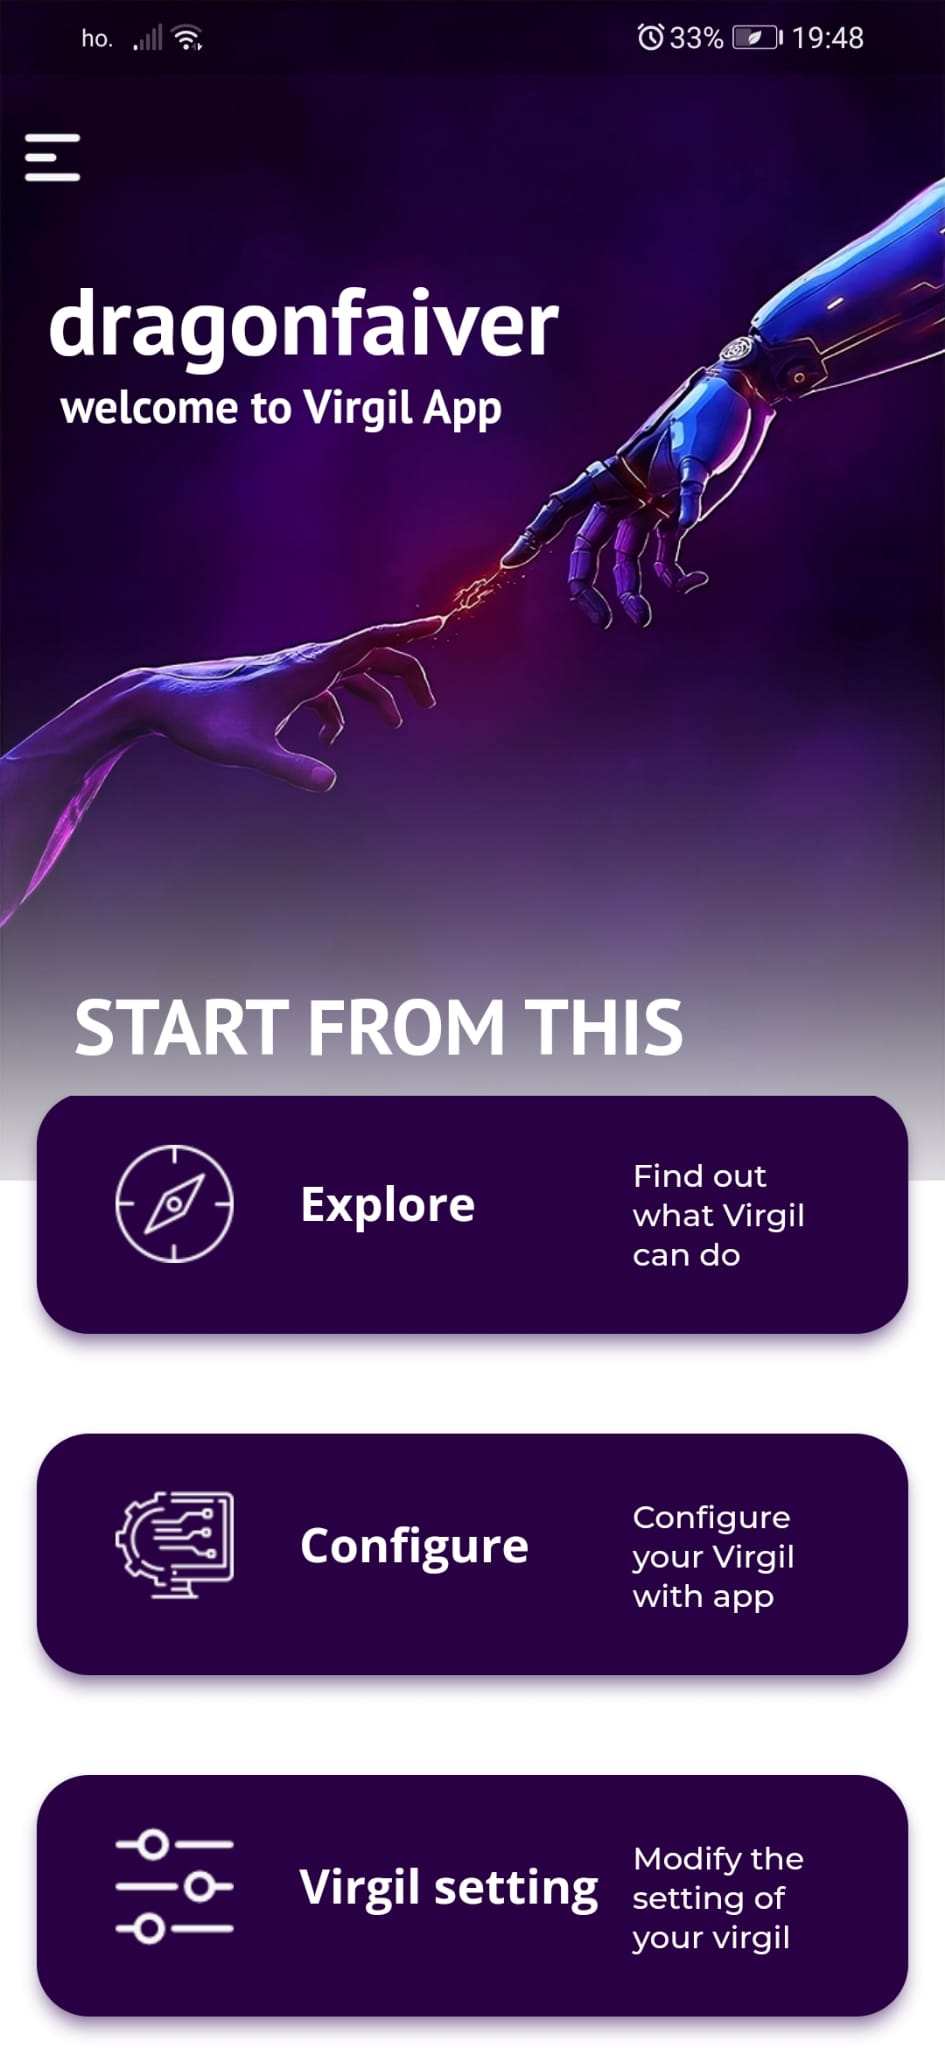 ho. 33% 19:48
dragonfaiver
welcome to Virgil App
START FROM THIS
Explore
Find out
what Virgil
can do
Configure
Configure
your Virgil
with app
Virgil setting
Modify the
setting of
your virgil